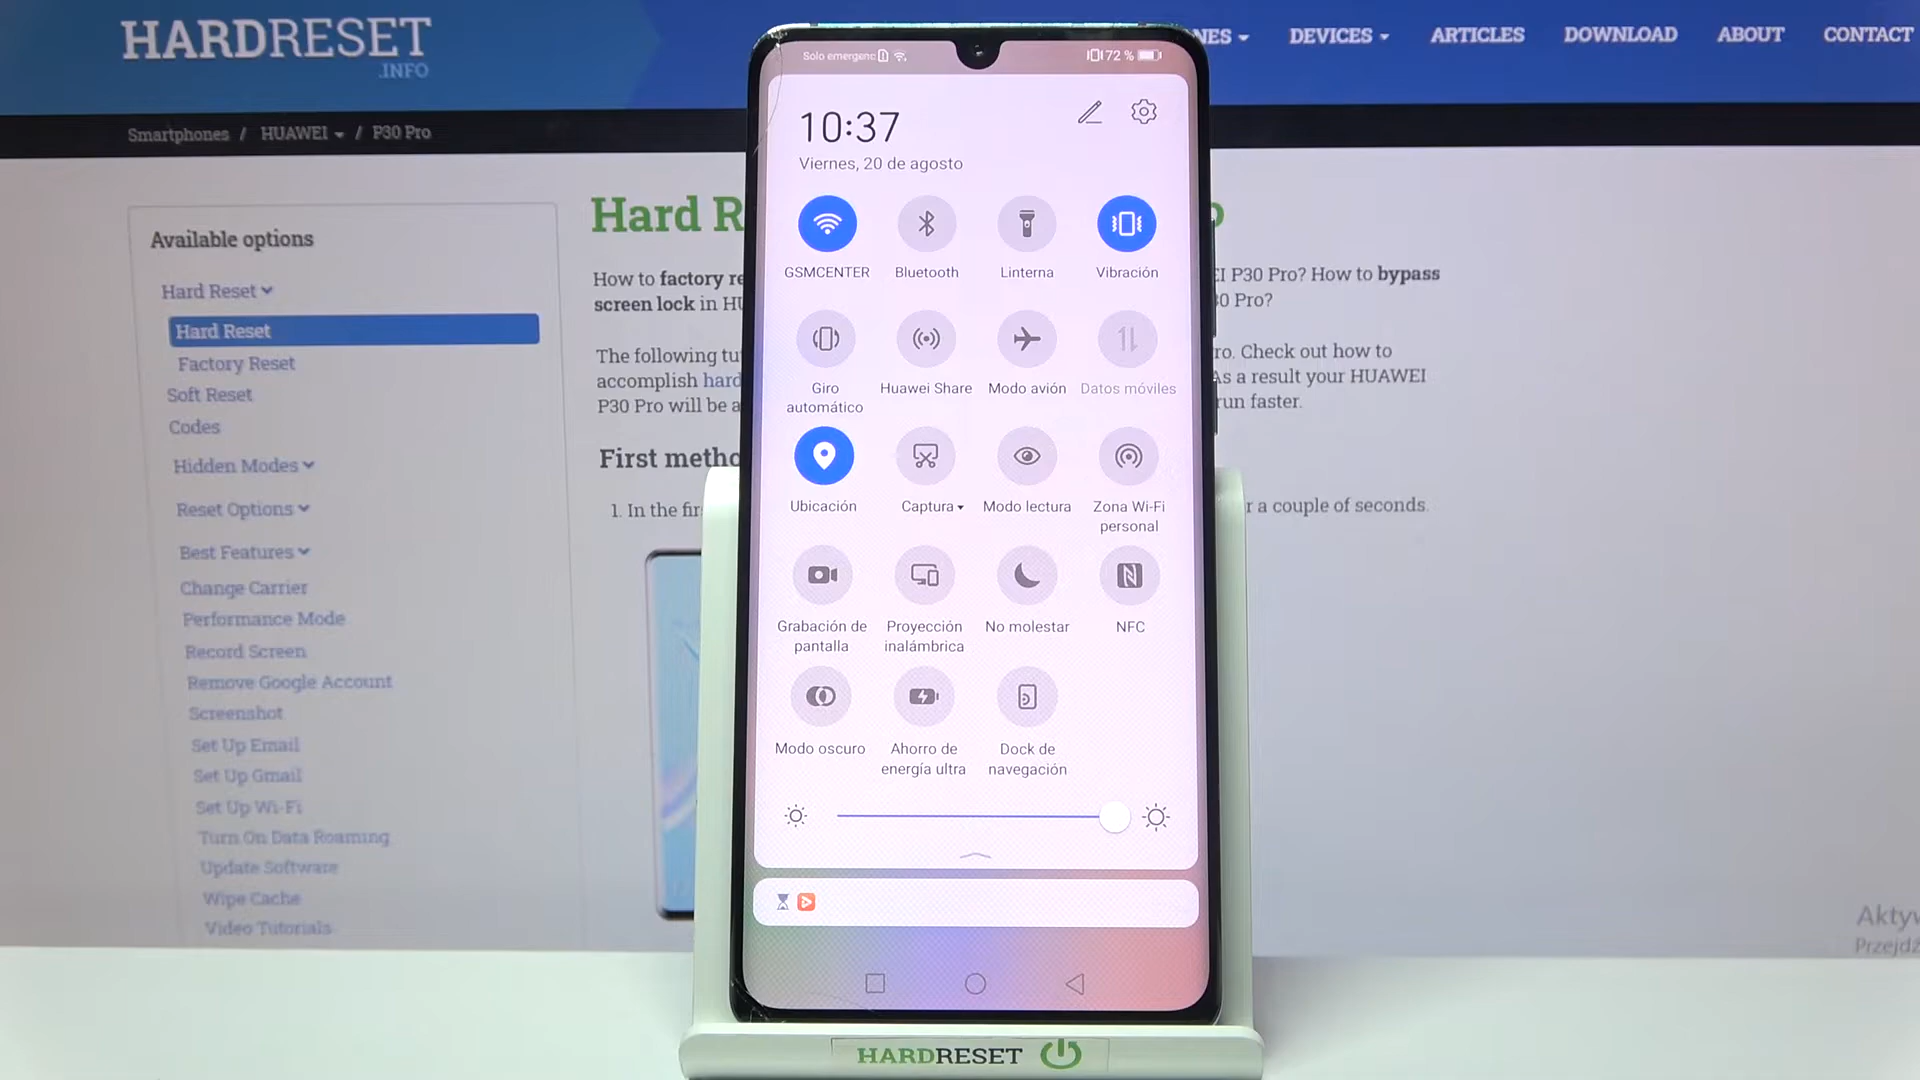 HARDRESET
.INFO
NES
DEVICES
ARTICLES
DOWNLOAD
ABOUT
CONTACT
Smartphones / HUAWEI / P30 Pro
Available options
Hard Reset
Hard Reset
Factory Reset
Soft Reset
Codes
Hidden Modes
Reset Options
Best Features
Change Carrier
Performance Mode
Record Screen
Remove Google Account
Screenshot
Set Up Email
Set Up Gmail
Set Up Wi-Fi
Turn On Data Roaming
Update Software
Wipe Cache
Video Tutorials
Hard R
How to factory re
screen lock in HU
EI P30 Pro? How to bypass
30 Pro?
The following tu
accomplish hard
P30 Pro will be a
ro. Check out how to
As a result your HUAWEI
run faster.
First metho
1. In the fir
r a couple of seconds.
Solo emergenc
72 %
10:37
Viernes, 20 de agosto
GSMCENTER
Bluetooth
Linterna
Vibración
Giro
automático
Huawei Share
Modo avión
Datos móviles
Ubicación
Captura
Modo lectura
Zona Wi-Fi
personal
Grabación de
pantalla
Proyección
inalámbrica
No molestar
NFC
Modo oscuro
Ahorro de
energía ultra
Dock de
navegación
HARDRESET
Aktyw
Przejdź